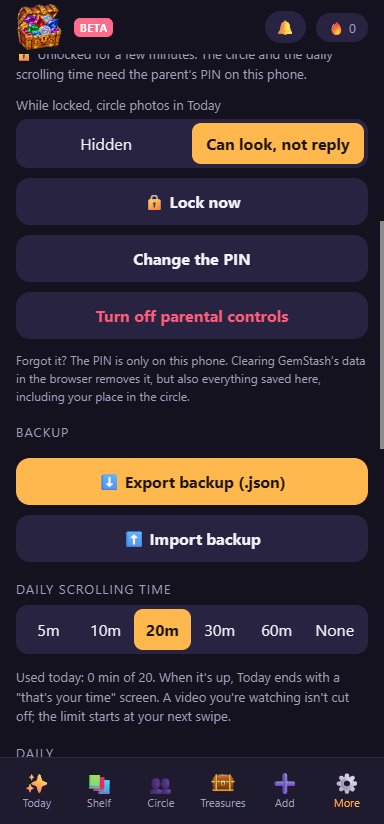 BETA
0
Unlocked for a few minutes. The circle and the daily
scrolling time need the parent's PIN on this phone.
While locked, circle photos in Today
Hidden
Can look, not reply
Lock now
Change the PIN
Turn off parental controls
Forgot it? The PIN is only on this phone. Clearing GemStash's data
in the browser removes it, but also everything saved here,
including your place in the circle.
BACKUP
Export backup (.json)
Import backup
DAILY SCROLLING TIME
5m 10m 20m 30m 60m None
Used today: 0 min of 20. When it's up, Today ends with a
"that's your time" screen. A video you're watching isn't cut
off; the limit starts at your next swipe.
DAILY
Today Shelf Circle Treasures Add More